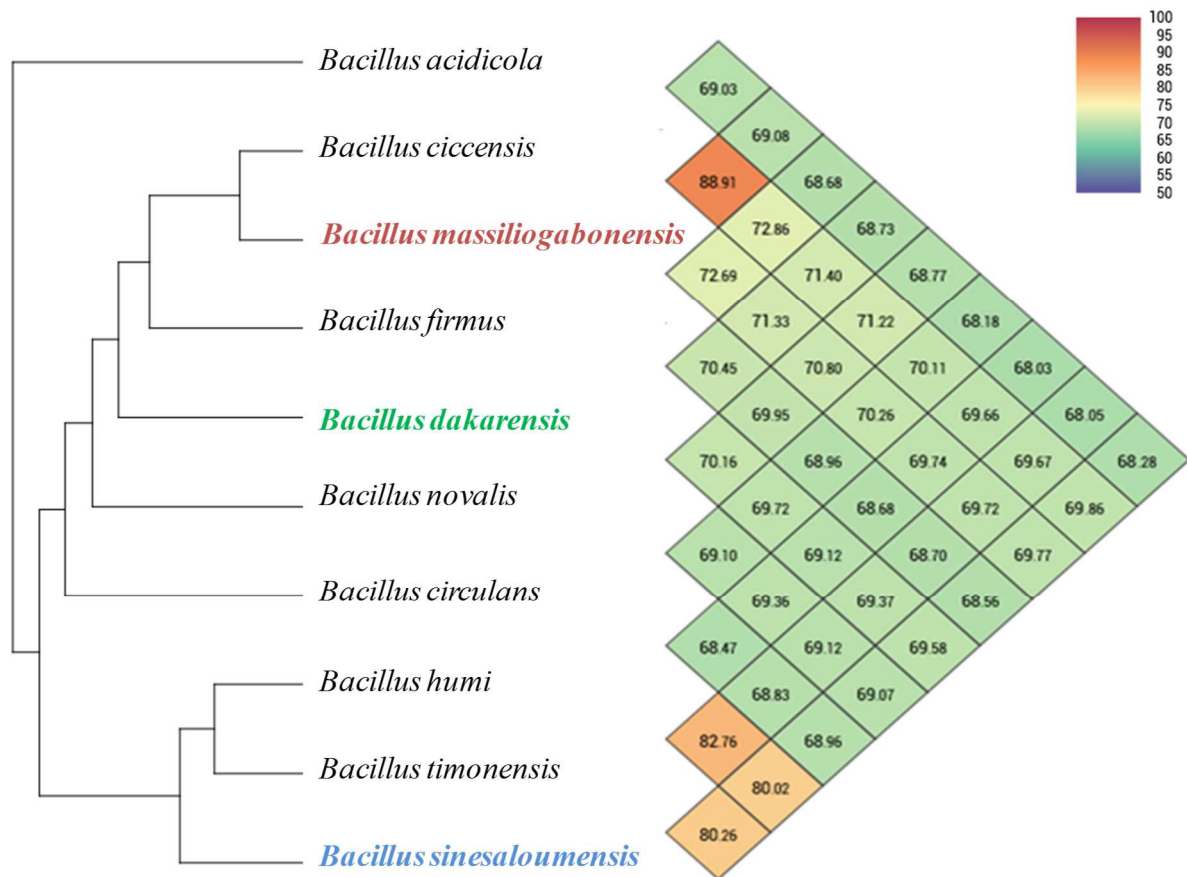 Bacillus acidicola
Bacillus ciccensis
Bacillus massiliogabonensis
Bacillus firmus
Bacillus dakarensis
Bacillus novalis
Bacillus circulans
Bacillus humi
Bacillus timonensis
Bacillus sinesaloumensis
69.03
69.08
88.91 68.68
72.86 68.73
72.69 71.40 68.77
71.33 71.22 68.18
70.45 70.80 70.11 68.03
69.95 70.26 69.66 68.05
70.16 68.96 69.74 69.67 68.28
69.72 68.68 69.72 69.86
69.10 69.12 68.70 69.77
69.36 69.37 68.56
68.47 69.12 69.58
68.83 69.07
82.76 68.96
80.02
80.26
100
95
90
85
80
75
70
65
60
55
50